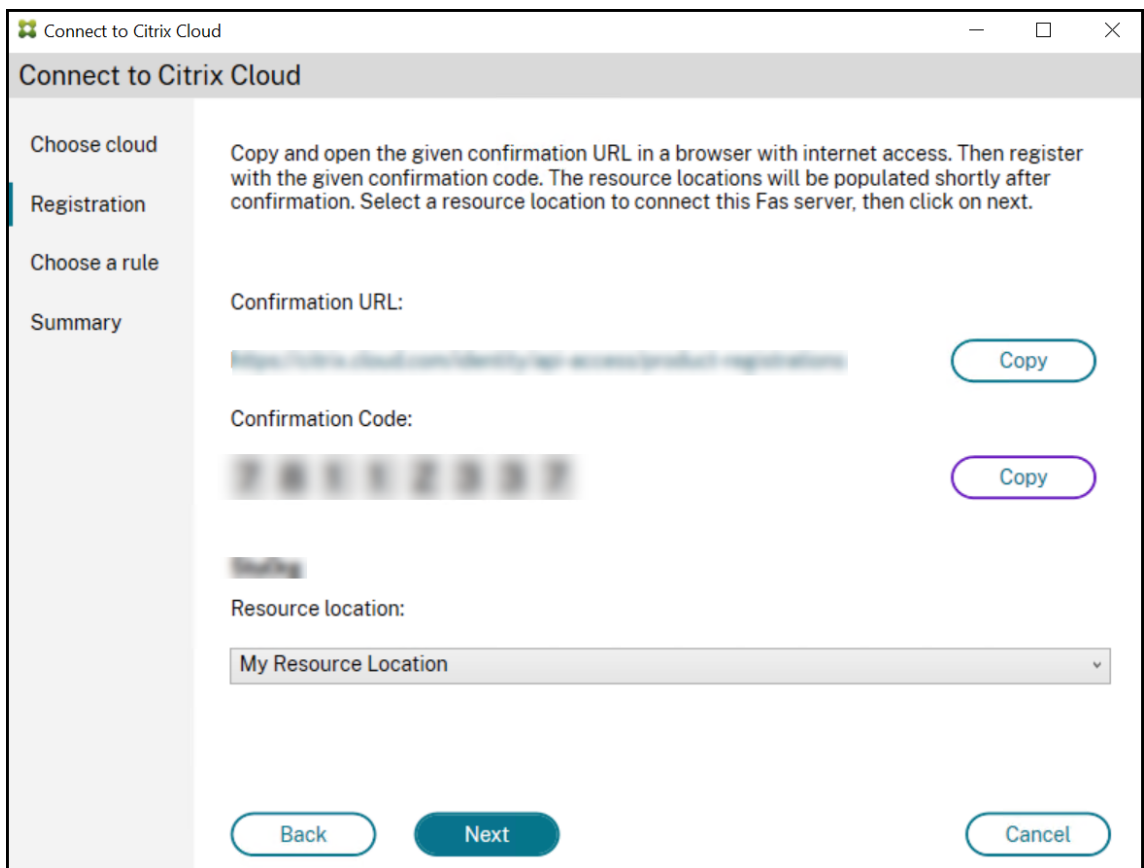 Connect to Citrix Cloud
Connect to Citrix Cloud
Choose cloud
Registration
Choose a rule
Summary
Copy and open the given confirmation URL in a browser with internet access. Then register
with the given confirmation code. The resource locations will be populated shortly after
confirmation. Select a resource location to connect this Fas server, then click on next.
Confirmation URL:
Copy
Confirmation Code:
Copy
Resource location:
My Resource Location
Back
Next
Cancel